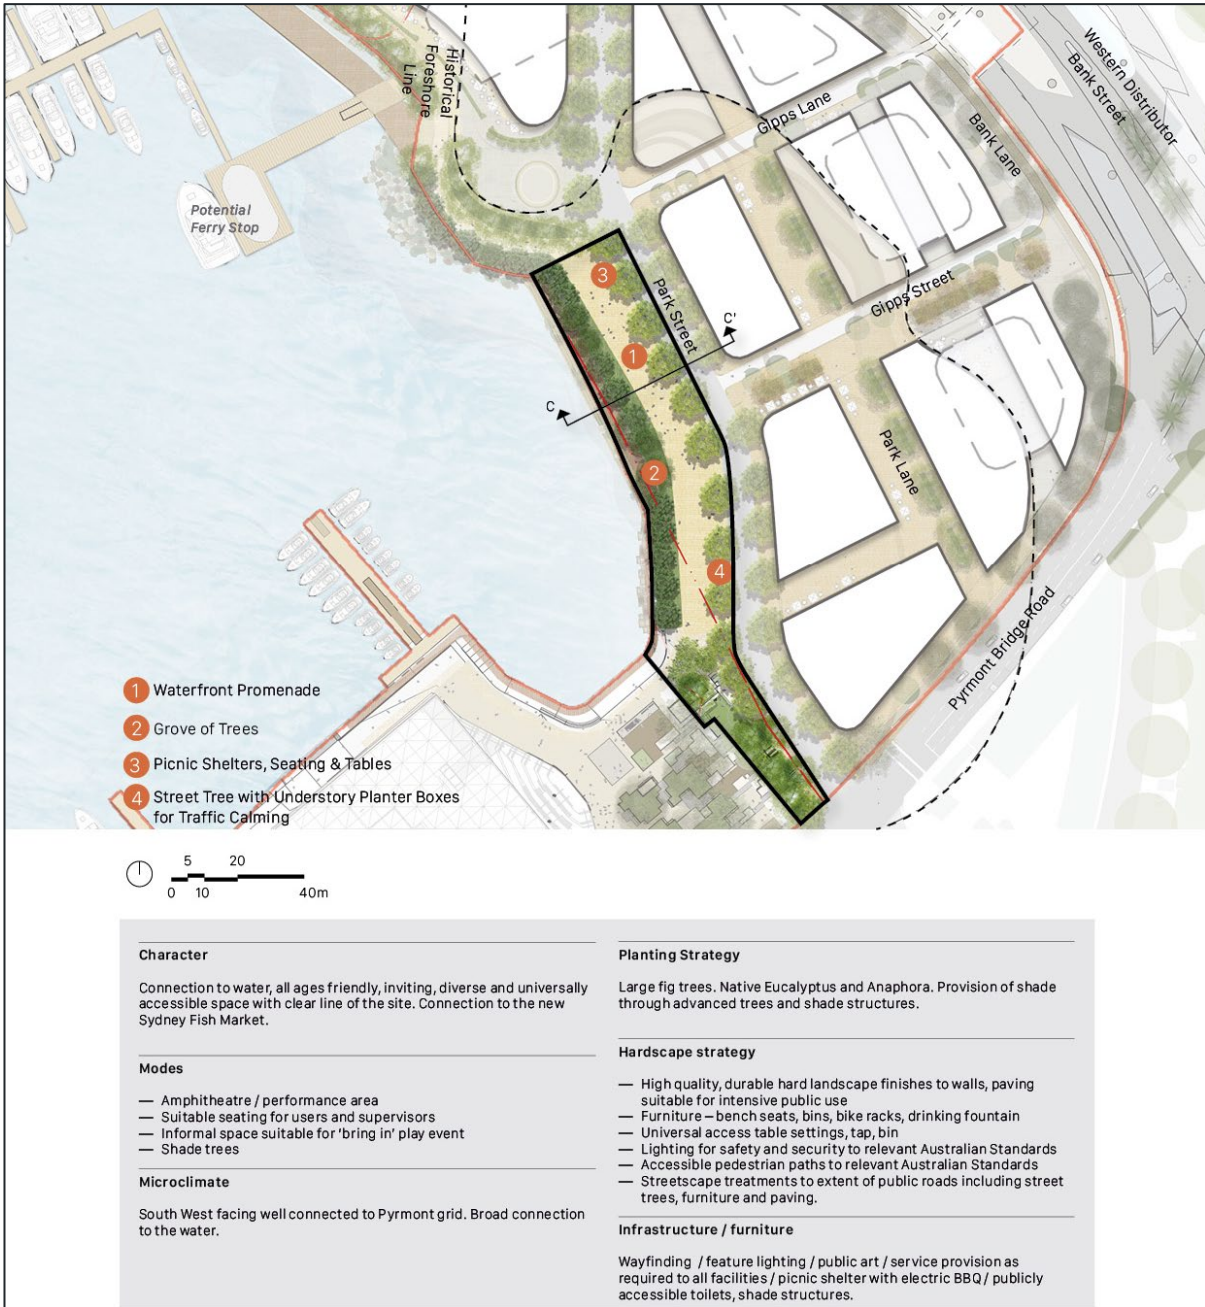 Historical
Foreshore
Line
Western Distributor
Bank Street
Gipps Lane
Bank Lane
Potential
Ferry Stop
3
Park Street
Gipps Street
C'
1
C
Park Lane
2
4
Pyrmont Bridge Road
1 Waterfront Promenade
2 Grove of Trees
3 Picnic Shelters, Seating & Tables
4 Street Tree with Understory Planter Boxes
for Traffic Calming
5 20
0 10 40m
Character
Connection to water, all ages friendly, inviting, diverse and universally
accessible space with clear line of the site. Connection to the new
Sydney Fish Market.
Modes
— Amphitheatre / performance area
— Suitable seating for users and supervisors
— Informal space suitable for ‘bring in’ play event
— Shade trees
Microclimate
South West facing well connected to Pyrmont grid. Broad connection
to the water.
Planting Strategy
Large fig trees. Native Eucalyptus and Anaphora. Provision of shade
through advanced trees and shade structures.
Hardscape strategy
— High quality, durable hard landscape finishes to walls, paving
suitable for intensive public use
— Furniture – bench seats, bins, bike racks, drinking fountain
— Universal access table settings, tap, bin
— Lighting for safety and security to relevant Australian Standards
— Accessible pedestrian paths to relevant Australian Standards
— Streetscape treatments to extent of public roads including street
trees, furniture and paving.
Infrastructure / furniture
Wayfinding / feature lighting / public art / service provision as
required to all facilities / picnic shelter with electric BBQ / publicly
accessible toilets, shade structures.